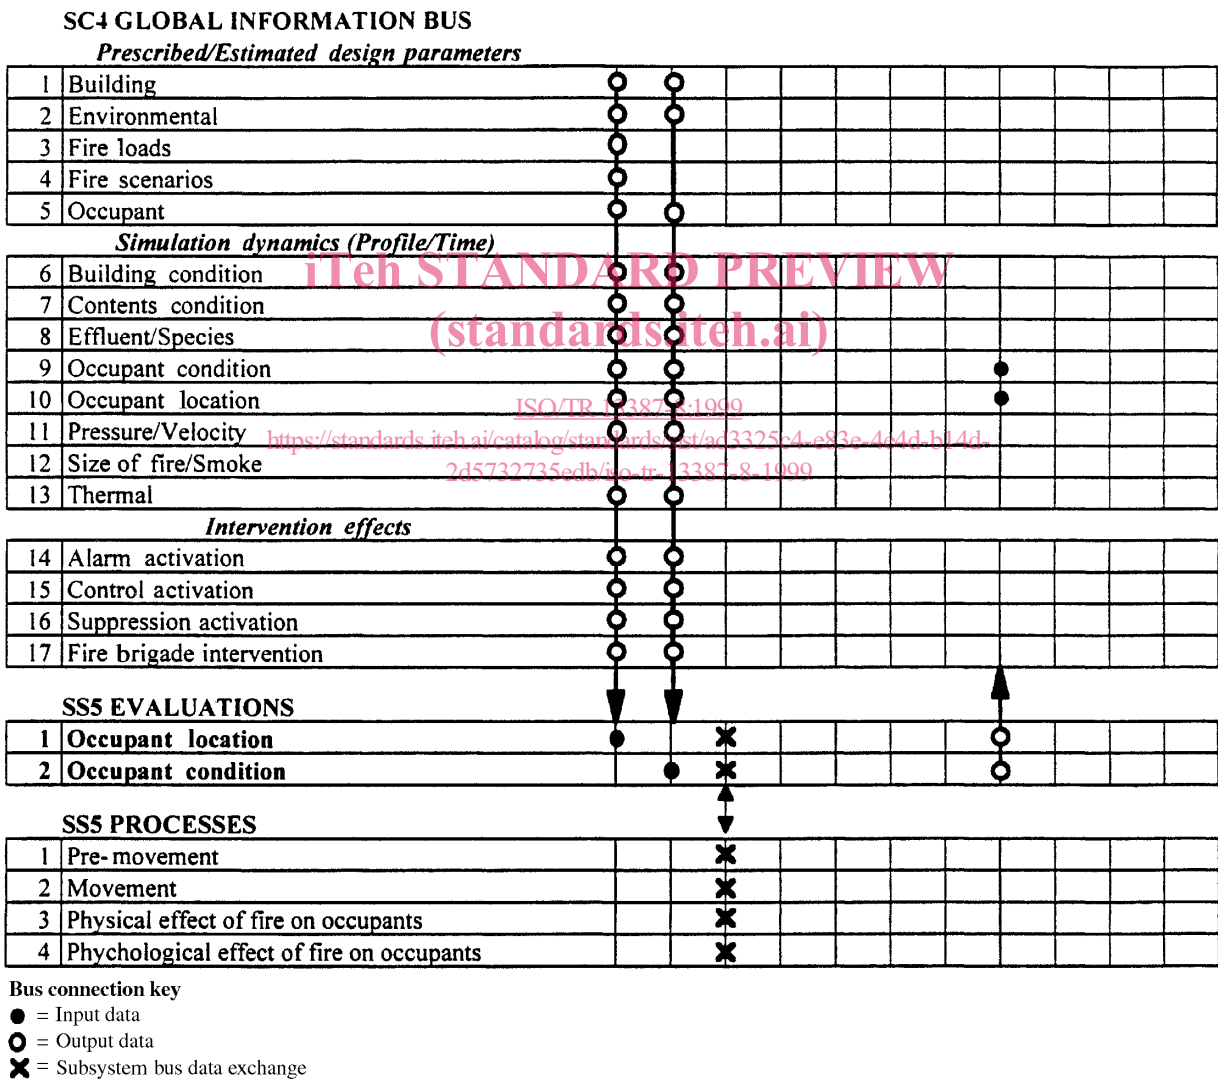 SC4 GLOBAL INFORMATION BUS
Prescribed/Estimated design parameters
1 Building
2 Environmental
3 Fire loads
4 Fire scenarios
5 Occupant
Simulation dynamics (Profile/Time)
iTeh STANDARD PREVIEW
6 Building condition
7 Contents condition
(standards.iteh.ai)
8 Effluent/Species
9 Occupant condition
10 Occupant location
ISO/TR 13387-8:1999
11 Pressure/Velocity
https://standards.iteh.ai/catalog/standards/sist/ad3325c4-e83e-4e4d-b14d-
12 Size of fire/Smoke
2d5732735edb/iso-tr-13387-8-1999
13 Thermal
Intervention effects
14 Alarm activation
15 Control activation
16 Suppression activation
17 Fire brigade intervention
SS5 EVALUATIONS
1 Occupant location
2 Occupant condition
SS5 PROCESSES
1 Pre-movement
2 Movement
3 Physical effect of fire on occupants
4 Phychological effect of fire on occupants
Bus connection key
= Input data
= Output data
= Subsystem bus data exchange